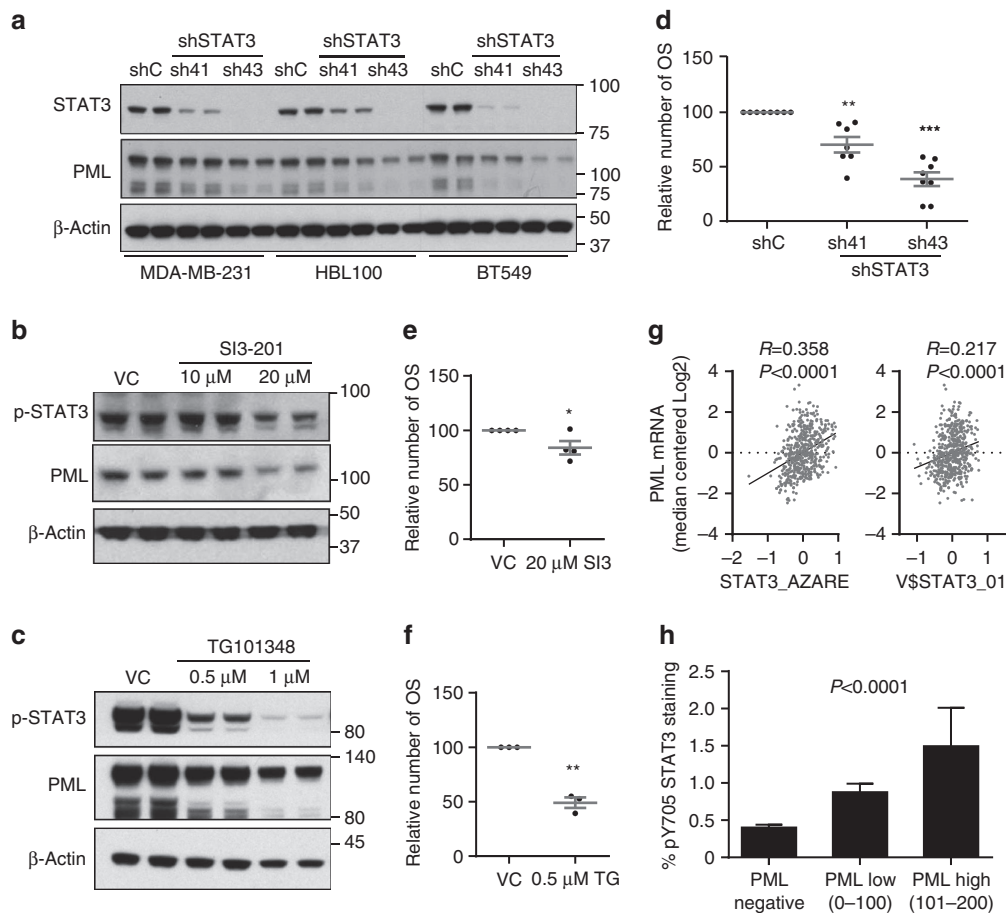 a
shSTAT3 shSTAT3 shSTAT3
shC sh41 sh43 shC sh41 sh43 shC sh41 sh43
STAT3
100
75
PML
100
75
β-Actin
50
37
MDA-MB-231 HBL100 BT549
d
Relative number of OS
150
100
50
0
**
***
shC sh41 sh43
shSTAT3
b
SI3-201
VC 10 μM 20 μM
p-STAT3
100
PML
100
β-Actin
50
37
e
Relative number of OS
150
100
50
0
*
VC 20 μM SI3
g
R=0.358
P<0.0001
R=0.217
P<0.0001
PML mRNA
(median centered Log2)
4
2
0
−2
−4
−2 −1 0 1
STAT3_AZARE
4
2
0
−2
−4
−1 0 1
V$STAT3_01
c
TG101348
VC 0.5 μM 1 μM
p-STAT3
80
PML
140
80
β-Actin
45
f
Relative number of OS
150
100
50
0
**
VC 0.5 μM TG
h
% pY705 STAT3 staining
2.5
2.0
1.5
1.0
0.5
0
P<0.0001
PML negative
PML low (0–100)
PML high (101–200)